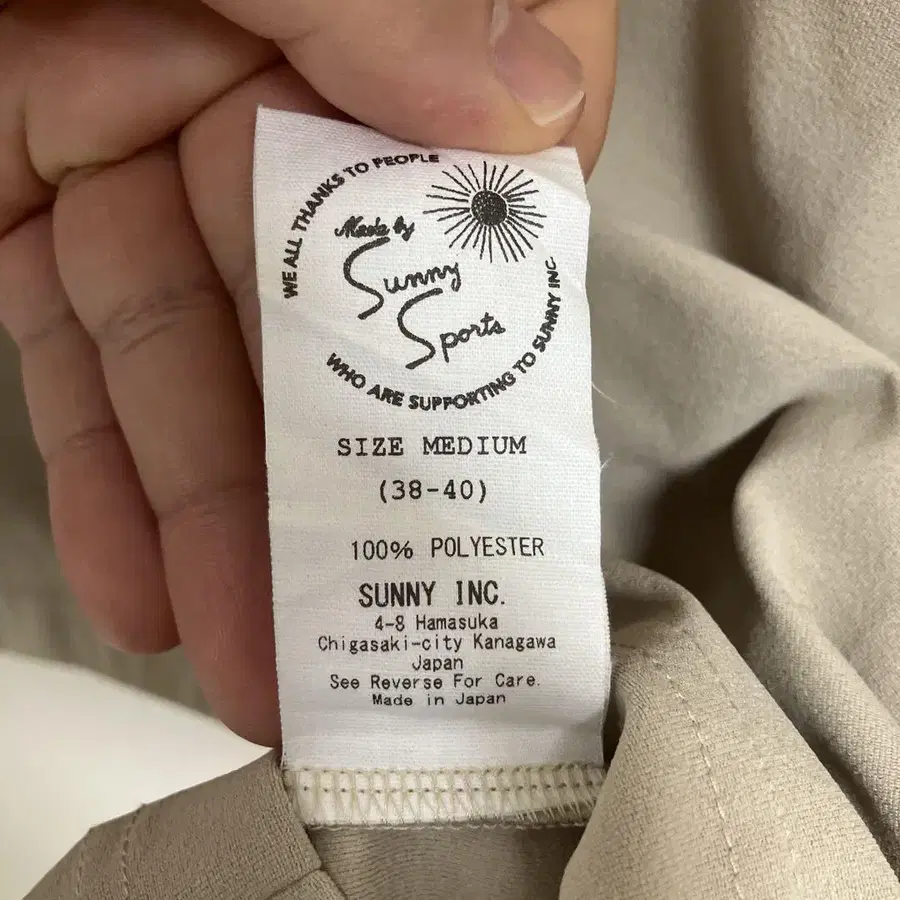 WE ALL THANKS TO PEOPLE
Made by
Sunny
Sports
WHO ARE SUPPORTING TO SUNNY INC
SIZE MEDIUM
(38-40)
100% POLYESTER
SUNNY INC.
4-8 Hamasuka
Chigasaki-city Kanagawa
Japan
See Reverse For Care.
Made in Japan